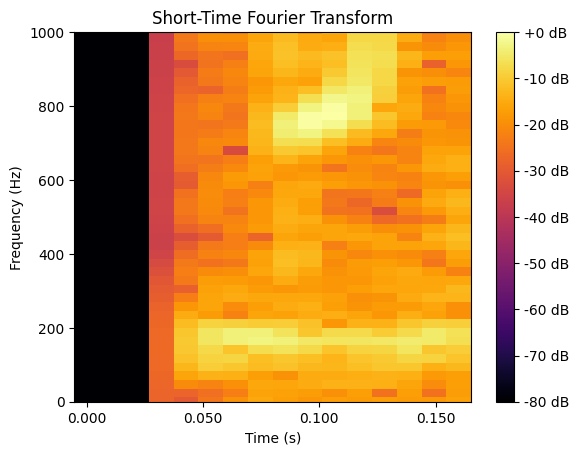 Short-Time Fourier Transform
1000
800
600
400
200
0
Frequency (Hz)
0.000
0.050
0.100
0.150
Time (s)
+0 dB
-10 dB
-20 dB
-30 dB
-40 dB
-50 dB
-60 dB
-70 dB
-80 dB